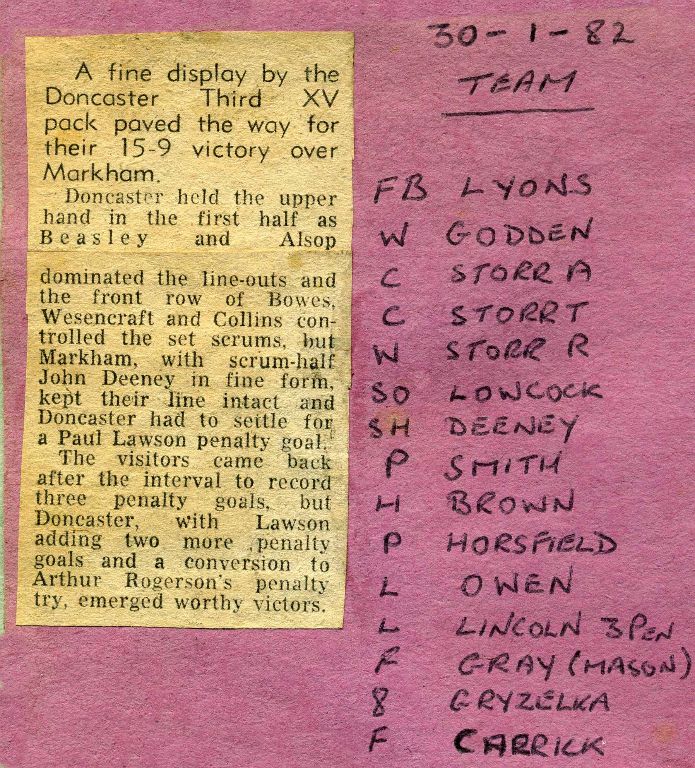 A fine display by the
Doncaster Third XV
pack paved the way for
their 15-9 victory over
Markham.
Doncaster held the upper
hand in the first half as
Beasley and Alsop
dominated the line-outs and
the front row of Bowes,
Wesencraft and Collins con-
trolled the set scrums, but
Markham, with scrum-half
John Deeney in fine form,
kept their line intact and
Doncaster had to settle for
a Paul Lawson penalty goal.
The visitors came back
after the interval to record
three penalty goals, but
Doncaster, with Lawson
adding two more penalty
goals and a conversion to
Arthur Rogerson's penalty
try, emerged worthy victors.
30-1-82
TEAM
FB LYONS
W GODDEN
C STORR A
C STORR T
W STORR R
SO LOWCOCK
SH DEENEY
P SMITH
H BROWN
P HORSFIELD
L OWEN
L LINCOLN 3PEN
F GRAY (MASON)
8 GRYZELKA
F CARRICK